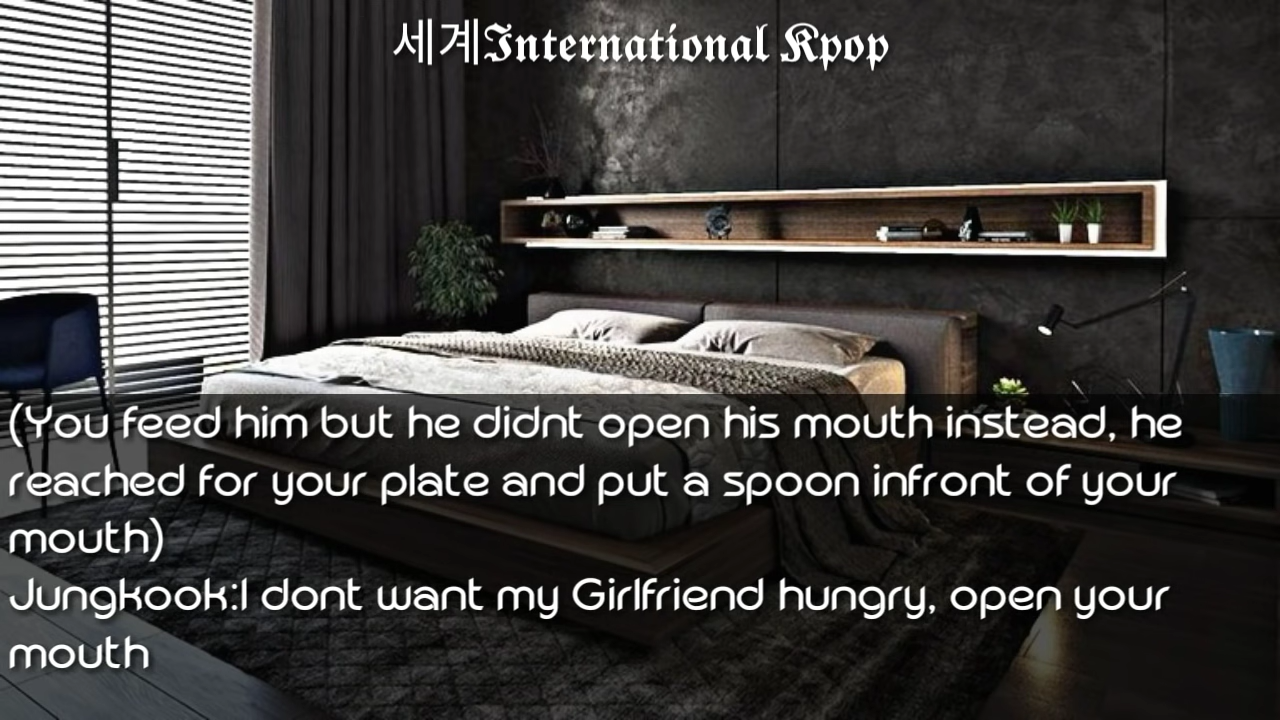 세계International Kpop
(You feed him but he didnt open his mouth instead, he
reached for your plate and put a spoon infront of your
mouth)
Jungkook:I dont want my Girlfriend hungry, open your
mouth